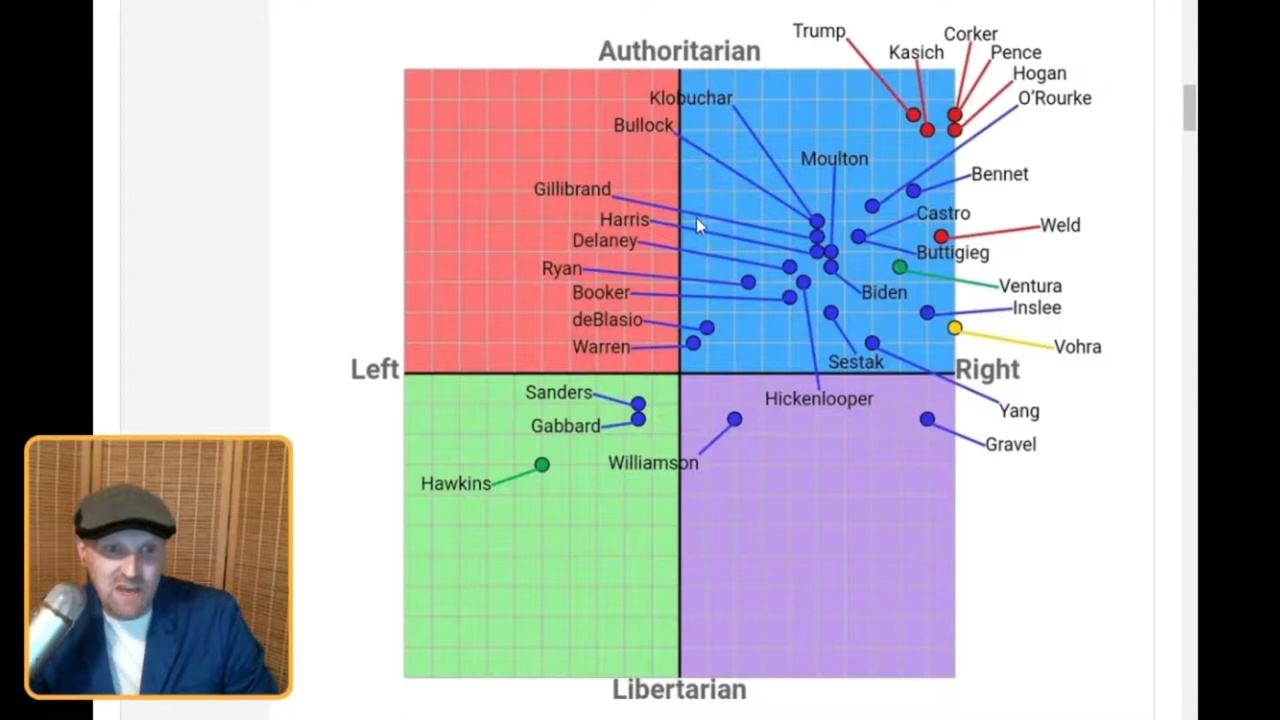 Trump
Corker
Kasich
Pence
Authoritarian
Hogan
Klobuchar
O'Rourke
Bullock
Moulton
Bennet
Gillibrand
Castro
Harris
Weld
Delaney
Buttigieg
Ryan
Ventura
Booker
Biden
Inslee
deBlasio
Warren
Vohra
Sestak
Left
Right
Sanders
Hickenlooper
Yang
Gabbard
Gravel
Williamson
Hawkins
Libertarian